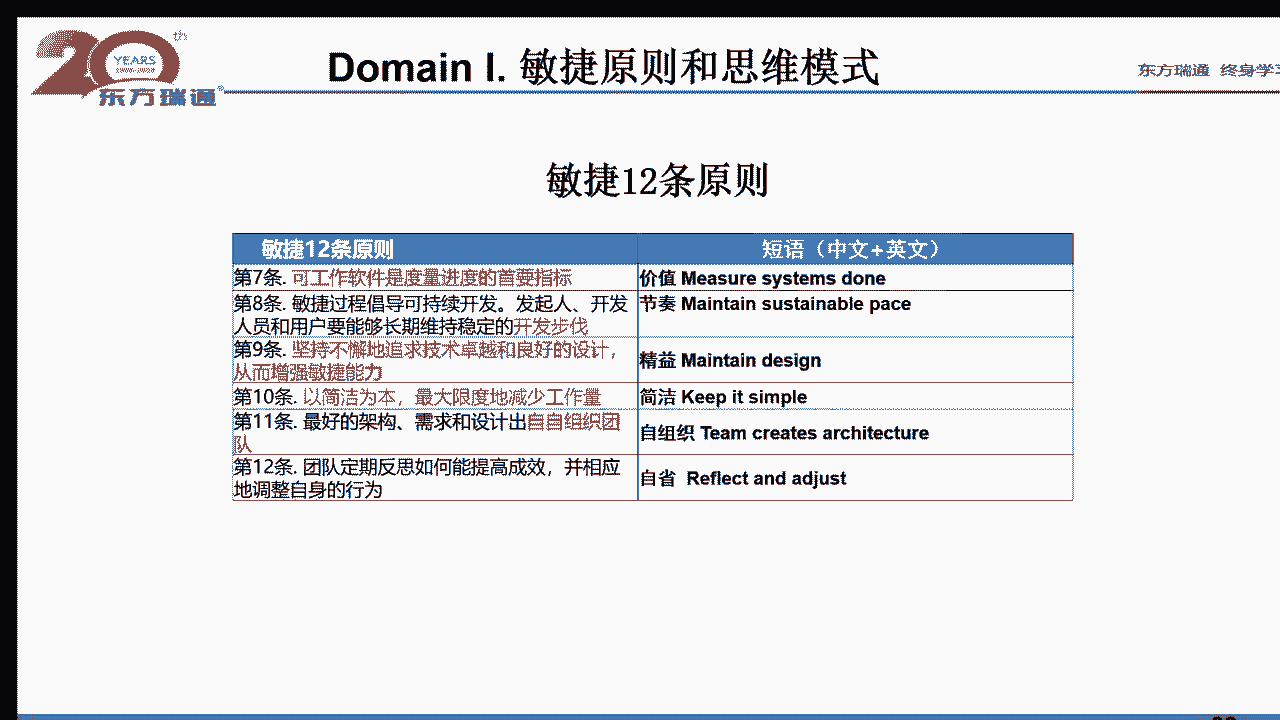 20th
YEARS
东方瑞通®
Domain I. 敏捷原则和思维模式
东方瑞通 终身学习
敏捷12条原则
敏捷12条原则 短语（中文+英文）
第7条. 可工作软件是度量进度的首要指标 价值 Measure systems done
第8条. 敏捷过程倡导可持续开发。发起人、开发 节奏 Maintain sustainable pace
人员和用户要能够长期维持稳定的开发步伐
第9条. 坚持不懈地追求技术卓越和良好的设计，
从而增强敏捷能力 精益 Maintain design
第10条. 以简洁为本，最大限度地减少工作量 简洁 Keep it simple
第11条. 最好的架构、需求和设计出自自组织团
队 自组织 Team creates architecture
第12条. 团队定期反思如何能提高成效，并相应
地调整自身的行为 自省 Reflect and adjust